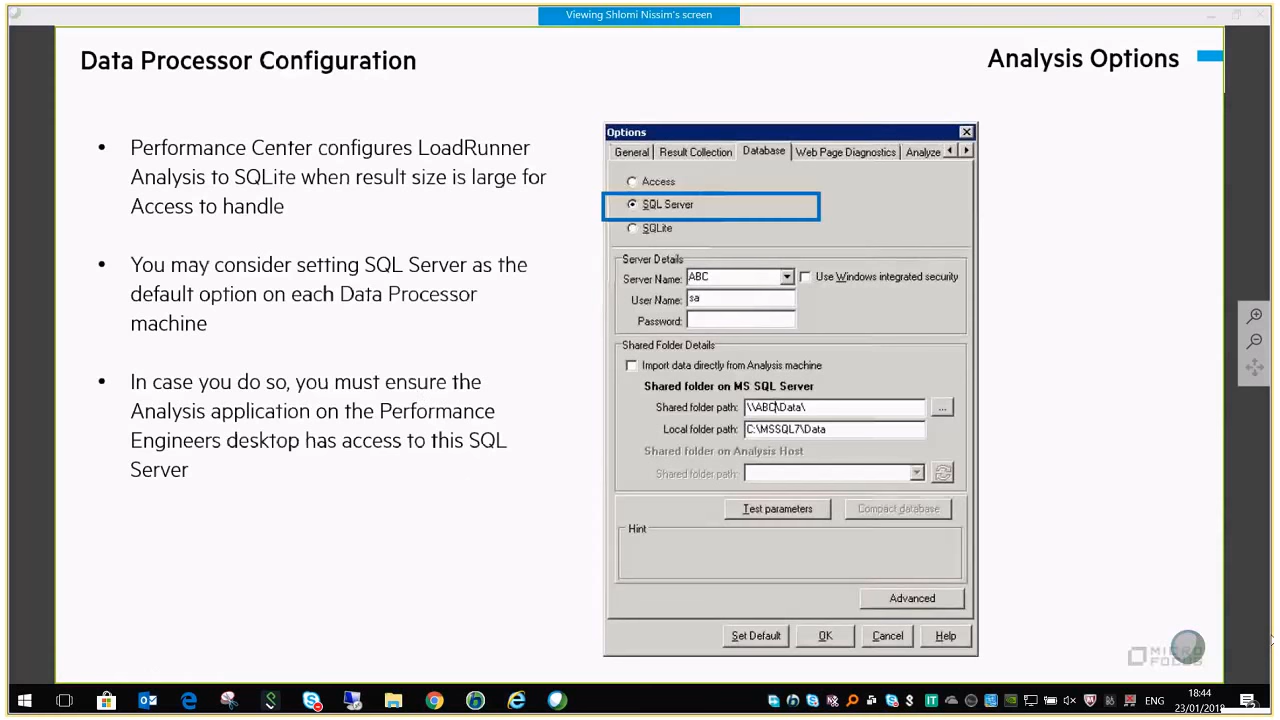 Viewing Shlomi Nissim's screen
Data Processor Configuration
Analysis Options
• Performance Center configures LoadRunner
Analysis to SQLite when result size is large for
Access to handle
• You may consider setting SQL Server as the
default option on each Data Processor
machine
• In case you do so, you must ensure the
Analysis application on the Performance
Engineers desktop has access to this SQL
Server
Options
General Result Collection Database Web Page Diagnostics Analyze
Access
SQL Server
SQLite
Server Details
Server Name: ABC Use Windows integrated security
User Name: sa
Password:
Shared Folder Details
Import data directly from Analysis machine
Shared folder on MS SQL Server
Shared folder path: \\ABC\Data\ ...
Local folder path: C:\MSSQL7\Data
Shared folder on Analysis Host
Shared folder path:
Test parameters Compact database
Hint
Advanced
Set Default OK Cancel Help
MICRO
FOCUS
ENG
18:44
23/01/2018